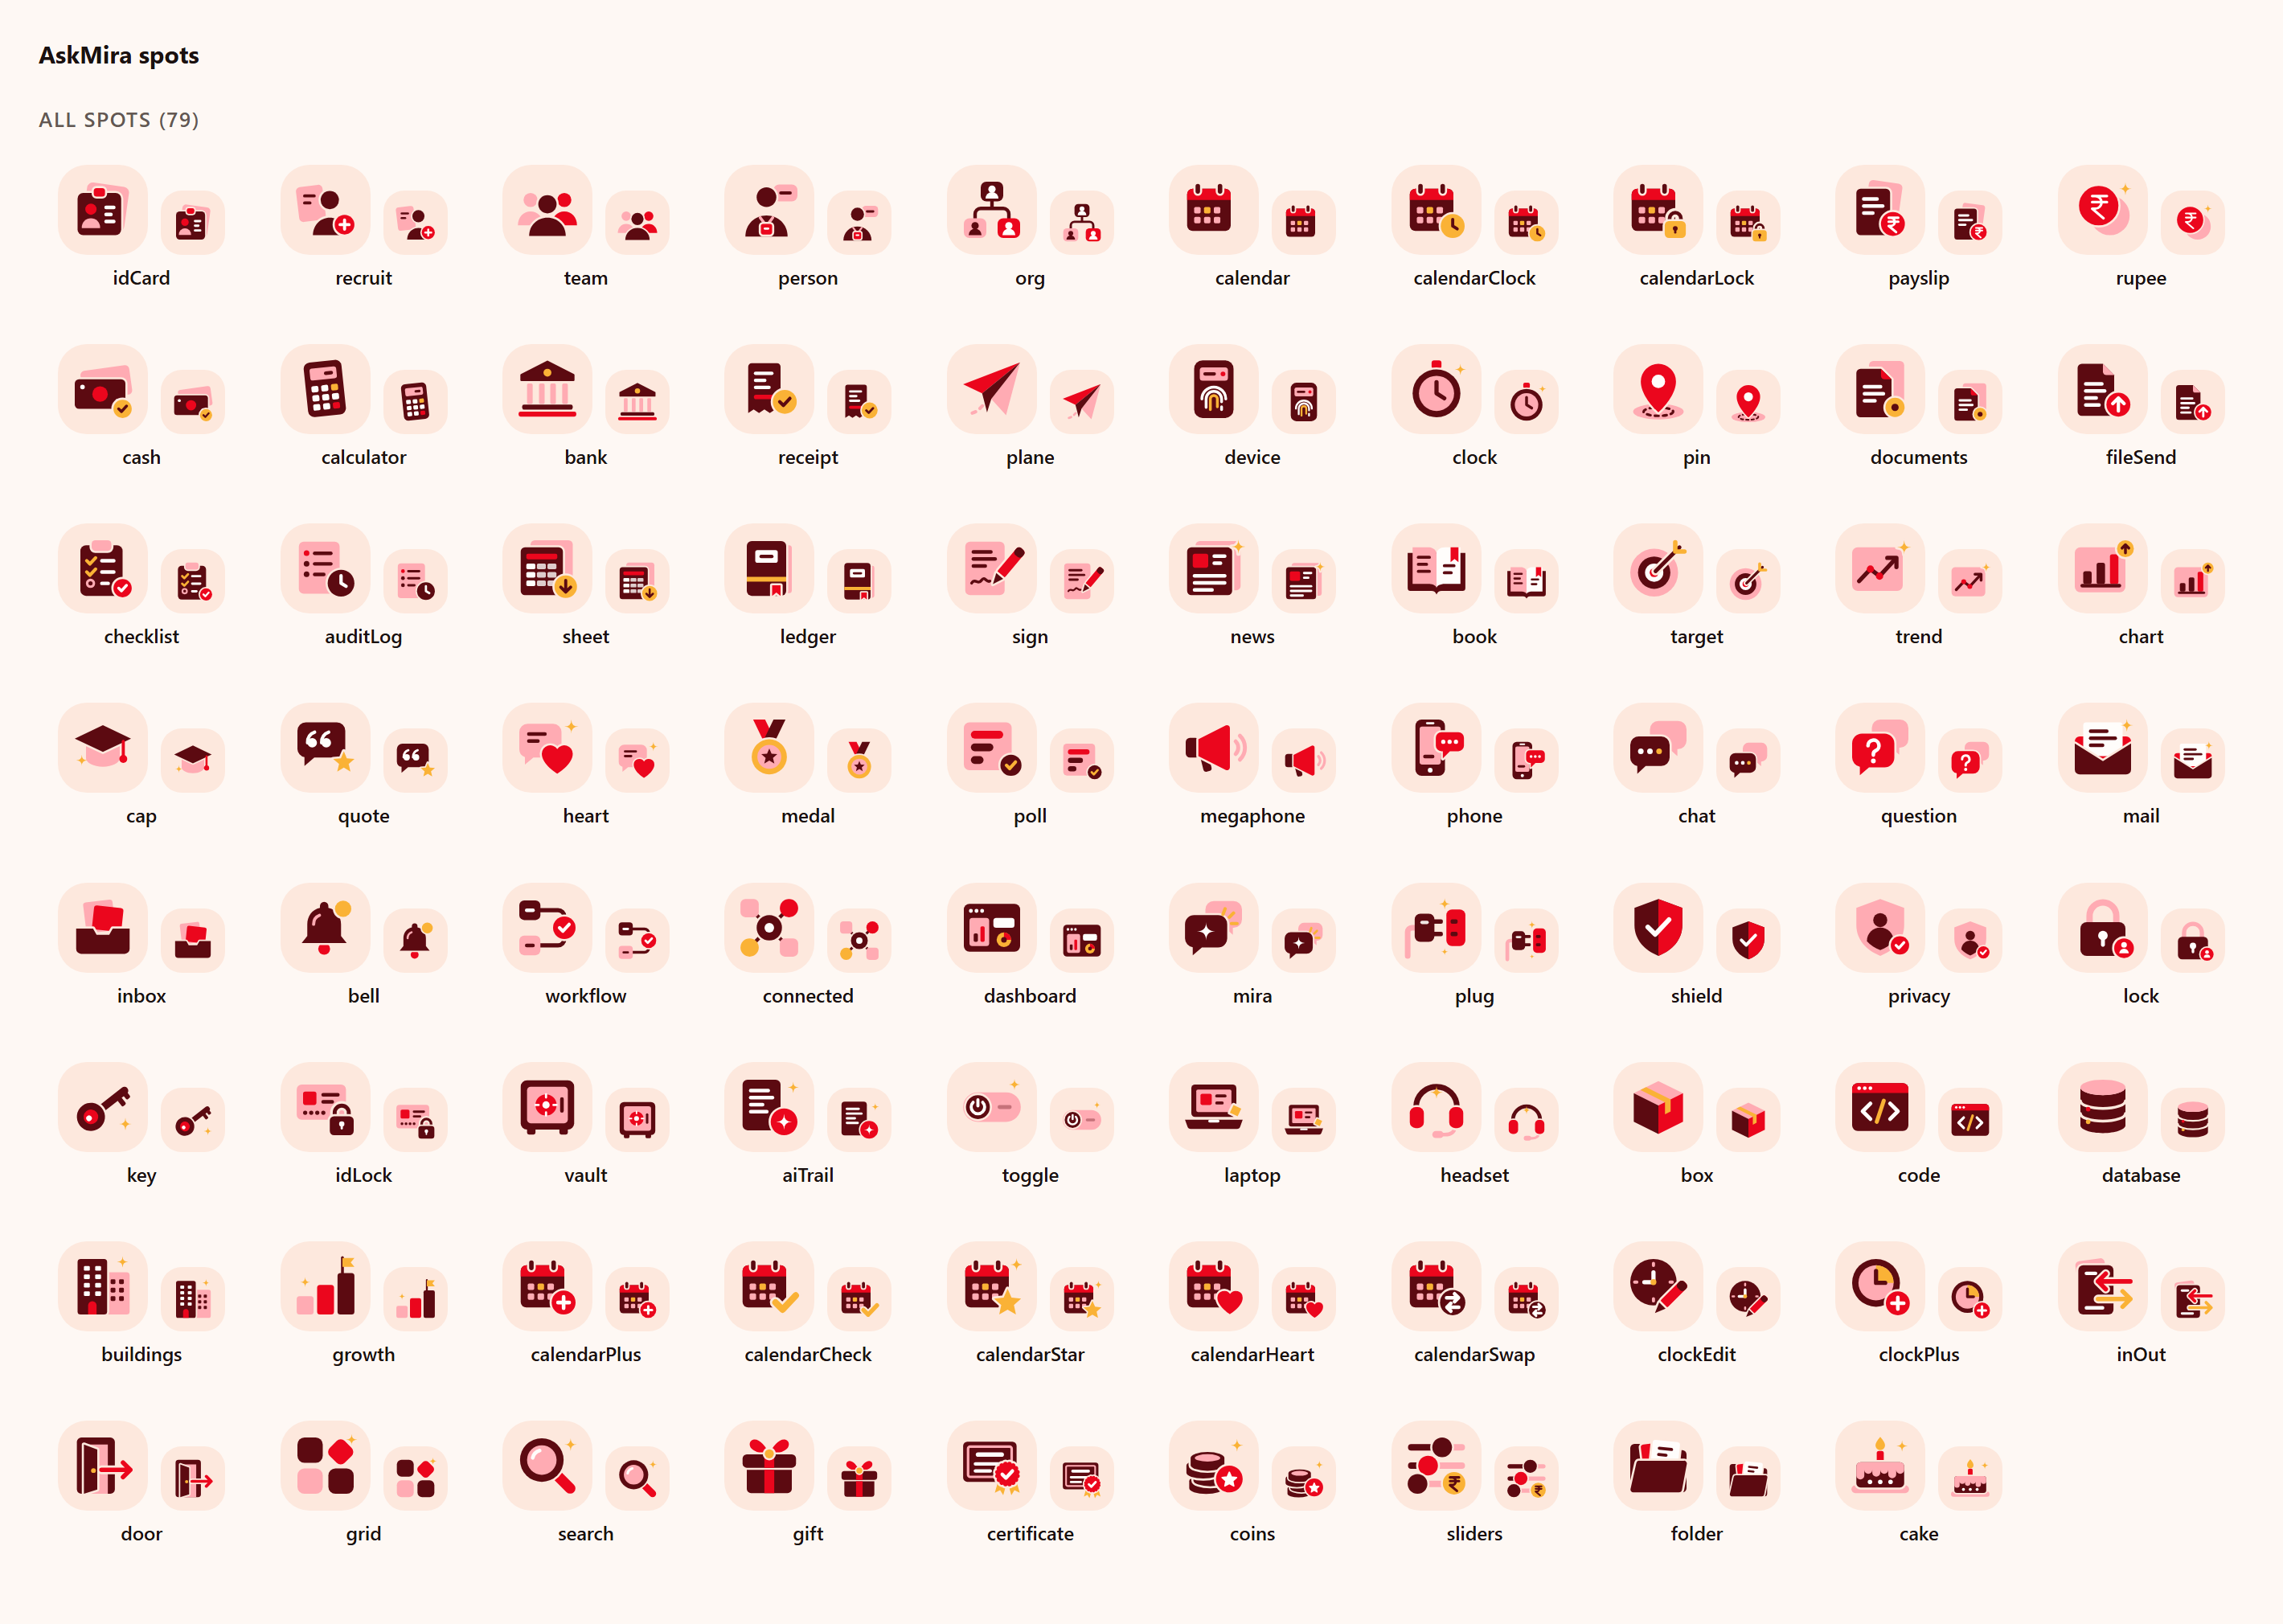 AskMira spots
ALL SPOTS (79)
idCard recruit team person org calendar calendarClock calendarLock payslip rupee
cash calculator bank receipt plane device clock pin documents fileSend
checklist auditLog sheet ledger sign news book target trend chart
cap quote heart medal poll megaphone phone chat question mail
inbox bell workflow connected dashboard mira plug shield privacy lock
key idLock vault aiTrail toggle laptop headset box code database
buildings growth calendarPlus calendarCheck calendarStar calendarHeart calendarSwap clockEdit clockPlus inOut
door grid search gift certificate coins sliders folder cake